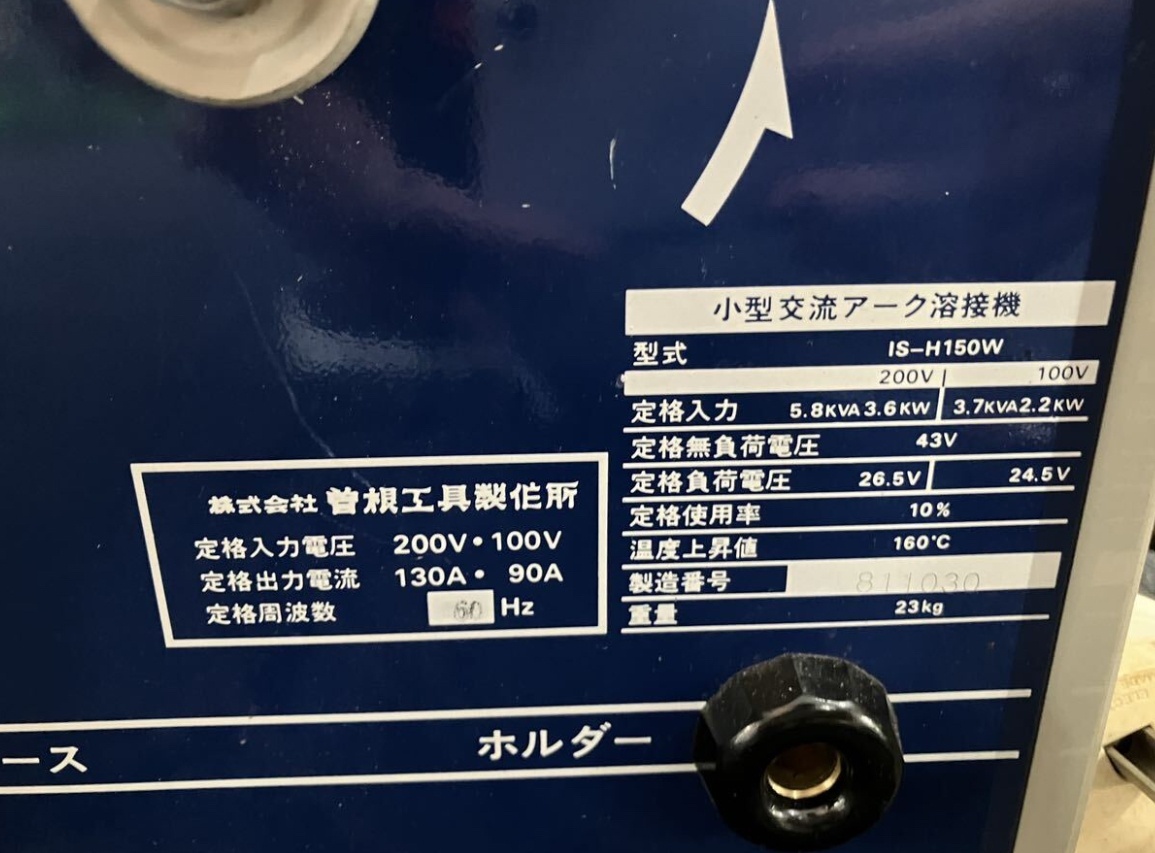 小型交流アーク溶接機
型式 IS-H150W
200V 100V
定格入力 5.8KVA 3.6KW 3.7KVA2.2KW
定格無負荷電圧 43V
定格負荷電圧 26.5V 24.5V
定格使用率 10%
温度上昇値 160°C
製造番号 811030
重量 23kg
株式会社 曽根工具製作所
定格入力電圧 200V・100V
定格出力電流 130A・ 90A
定格周波数 60 Hz
ース ホルダー